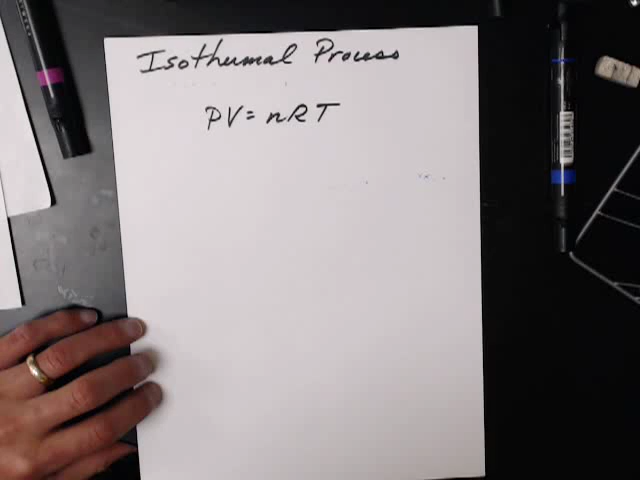 Isothermal Process
PV = nRT